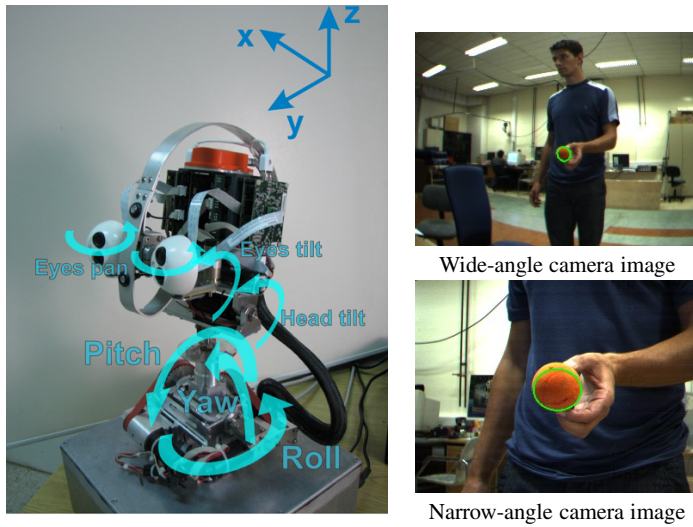 z
x
y
Eyes tilt
Eyes pan
Head tilt
Pitch
Yaw
Roll
Wide-angle camera image
Narrow-angle camera image